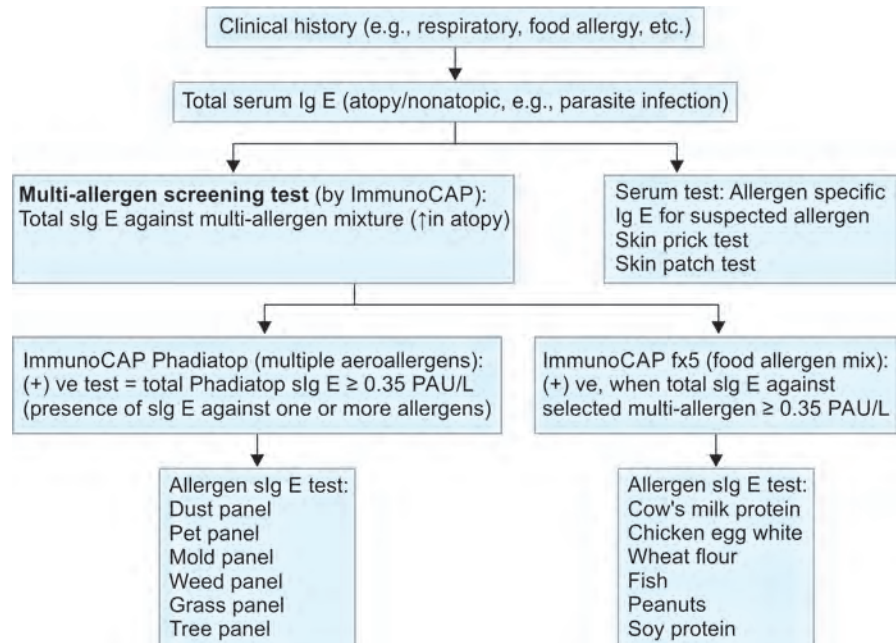 Clinical history (e.g., respiratory, food allergy, etc.)
Total serum Ig E (atopy/nonatopic, e.g., parasite infection)
Multi-allergen screening test (by ImmunoCAP):
Total sIg E against multi-allergen mixture (↑in atopy)
Serum test: Allergen specific
Ig E for suspected allergen
Skin prick test
Skin patch test
ImmunoCAP Phadiatop (multiple aeroallergens):
(+) ve test = total Phadiatop sIg E ≥ 0.35 PAU/L
(presence of sIg E against one or more allergens)
ImmunoCAP fx5 (food allergen mix):
(+) ve, when total sIg E against
selected multi-allergen ≥ 0.35 PAU/L
Allergen sIg E test:
Dust panel
Pet panel
Mold panel
Weed panel
Grass panel
Tree panel
Allergen sIg E test:
Cow's milk protein
Chicken egg white
Wheat flour
Fish
Peanuts
Soy protein